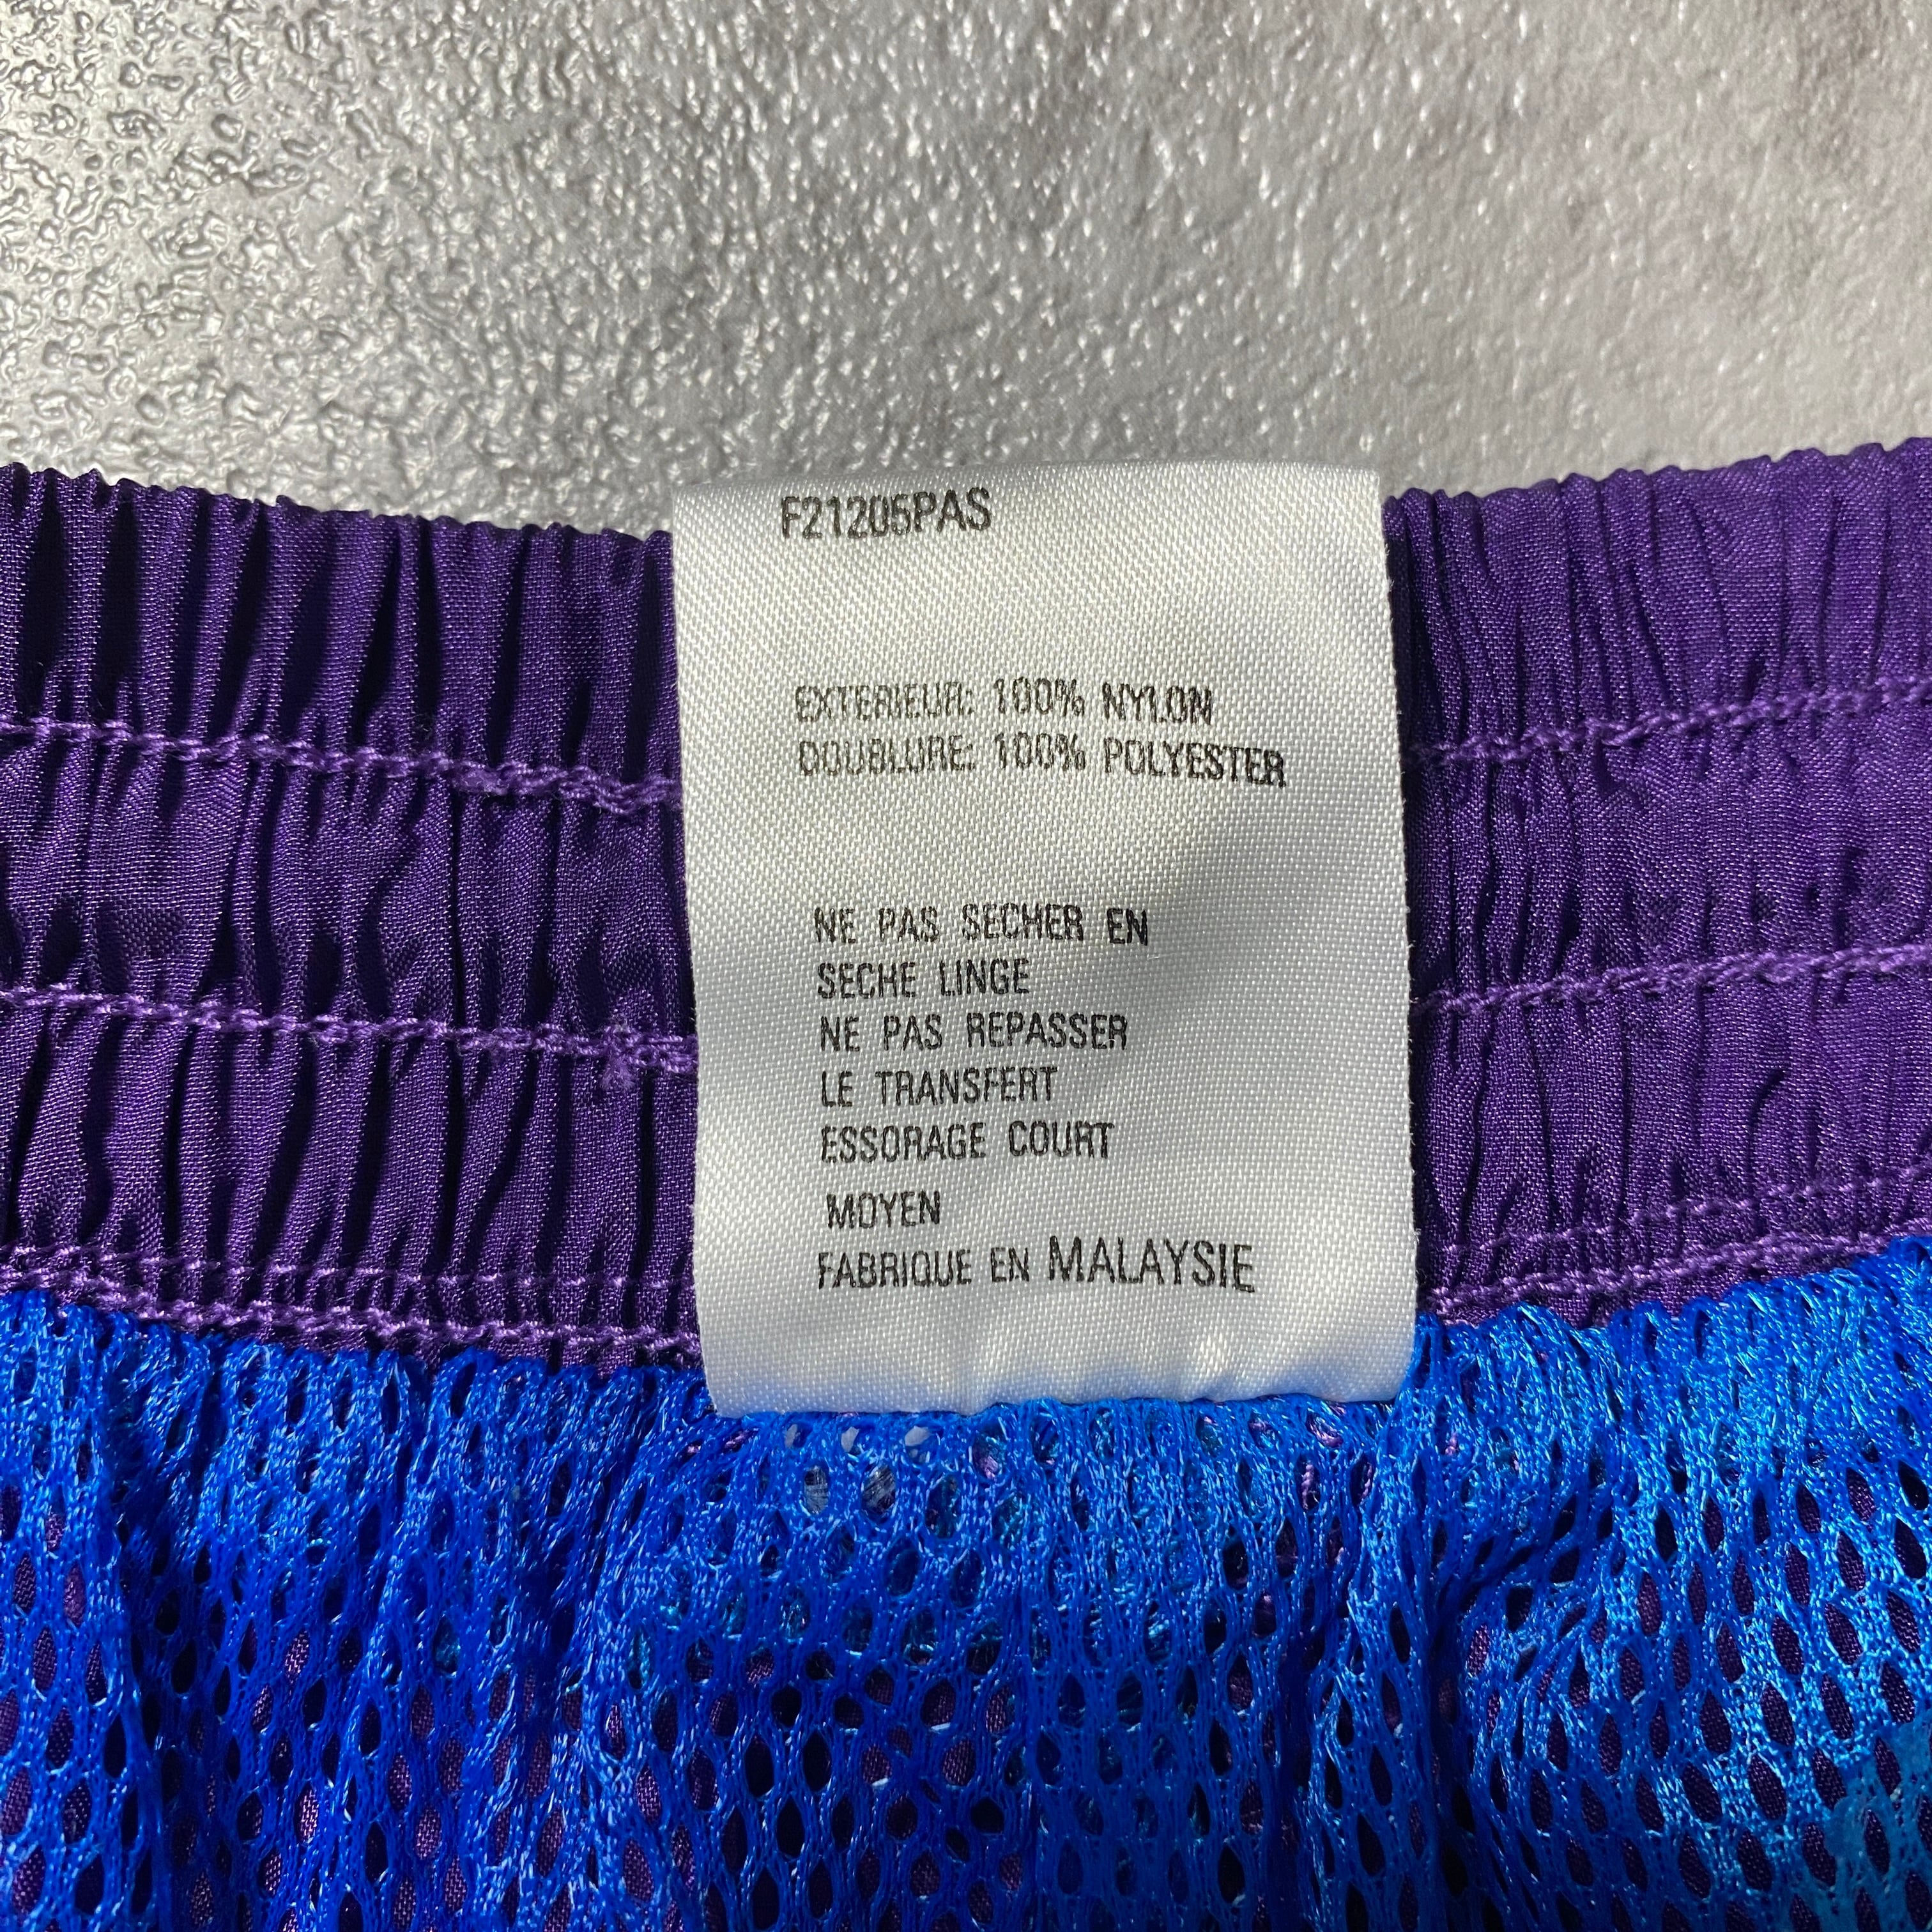 F21205PAS
EXTERIEUR: 100% NYLON
DOUBLURE: 100% POLYESTER
NE PAS SECHER EN
SECHE LINGE
NE PAS REPASSER
LE TRANSFERT
ESSORAGE COURT
MOYEN
FABRIQUE EN MALAYSIE